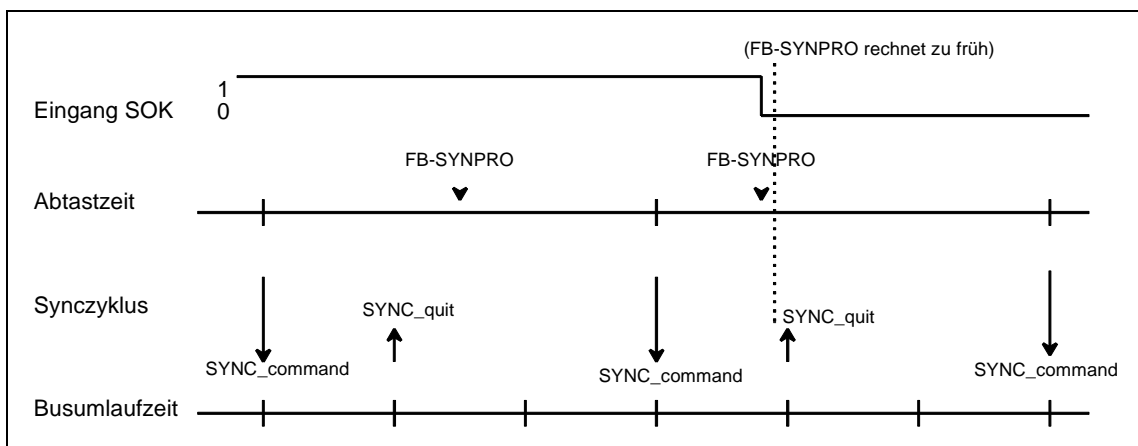 (FB-SYNPRO rechnet zu früh)
1
Eingang SOK
0
FB-SYNPRO
FB-SYNPRO
Abtastzeit
Synczyklus
SYNC_quit
SYNC_quit
SYNC_command
SYNC_command
SYNC_command
Busumlaufzeit